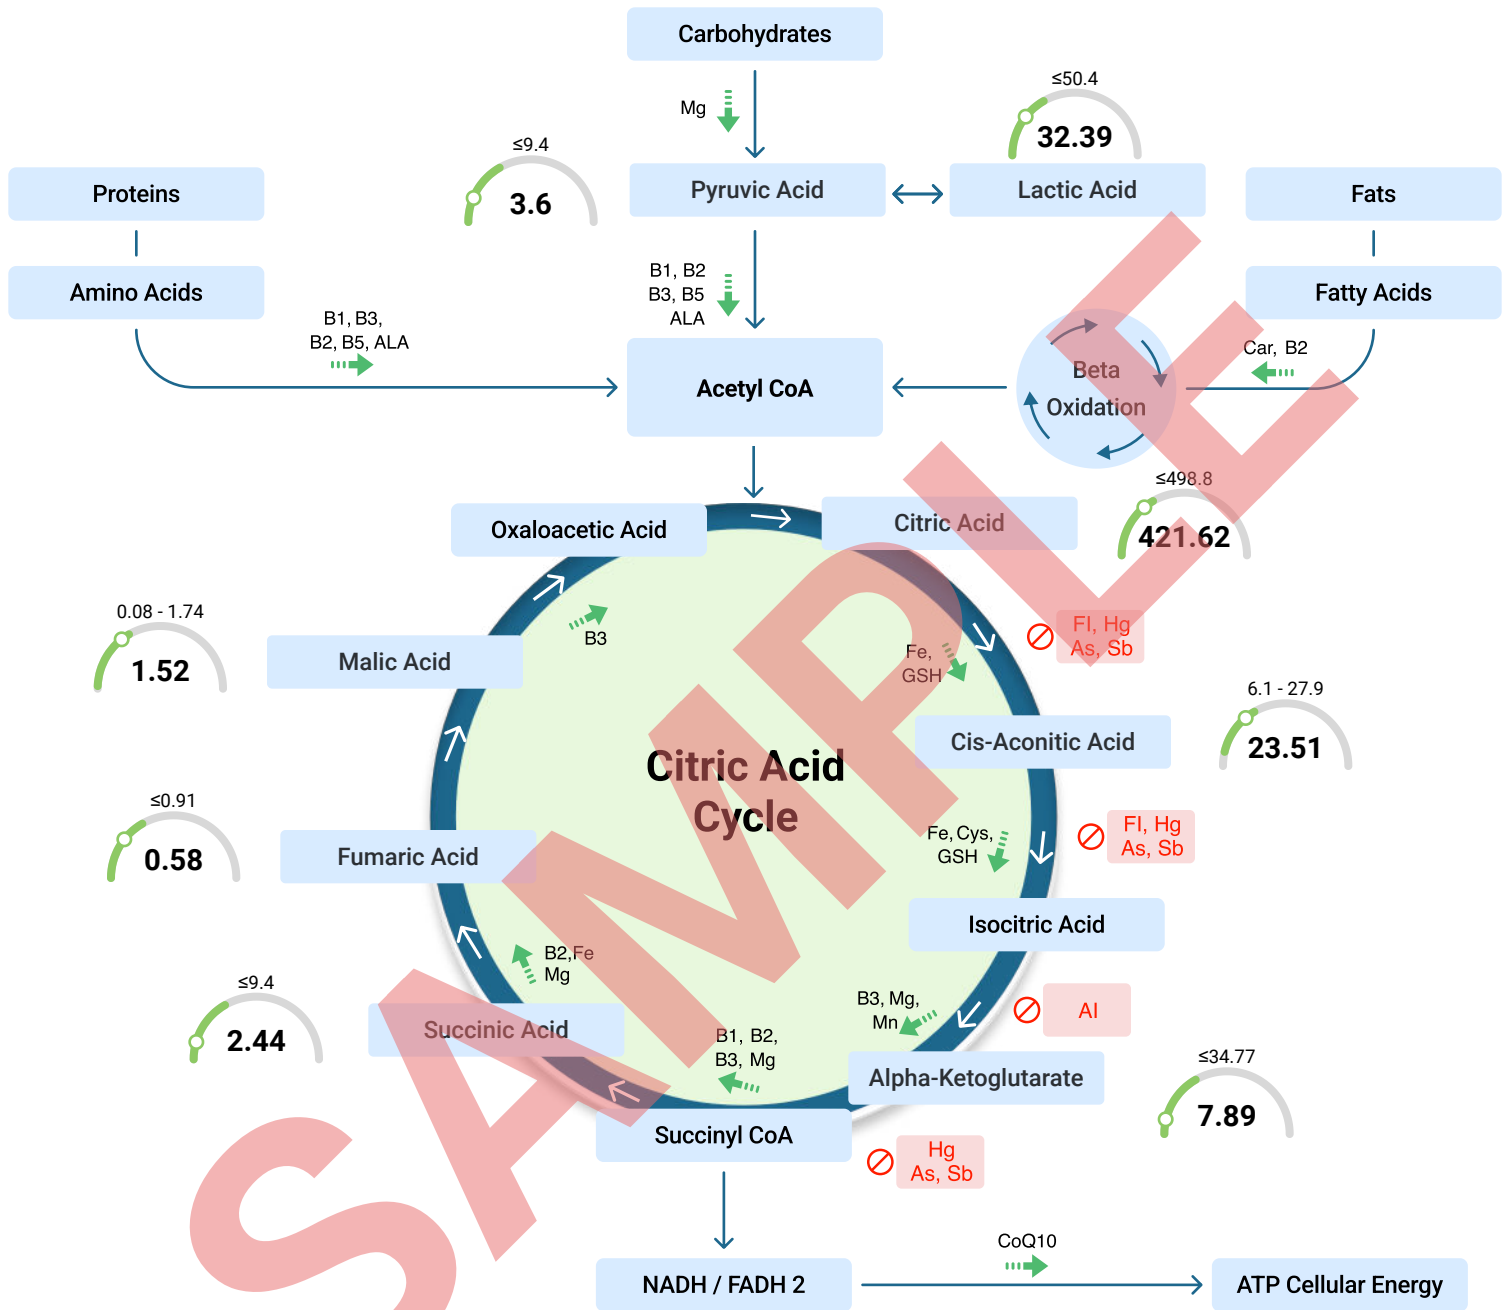 Carbohydrates
Mg
≤50.4
32.39
≤9.4
3.6
Proteins
Pyruvic Acid
Lactic Acid
Fats
Amino Acids
B1, B2
B3, B5
ALA
Fatty Acids
B1, B3,
B2, B5, ALA
Car, B2
Acetyl CoA
Beta
Oxidation
≤498.8
421.62
Oxaloacetic Acid
Citric Acid
0.08 - 1.74
1.52
B3
Fe,
GSH
FI, Hg
As, Sb
Malic Acid
6.1 - 27.9
23.51
Cis-Aconitic Acid
Citric Acid
Cycle
≤0.91
0.58
Fumaric Acid
Fe, Cys,
GSH
FI, Hg
As, Sb
Isocitric Acid
B2,Fe
Mg
≤9.4
2.44
Succinic Acid
B3, Mg,
Mn
AI
B1, B2,
B3, Mg
Alpha-Ketoglutarate
≤34.77
7.89
Succinyl CoA
Hg
As, Sb
CoQ10
NADH / FADH 2
ATP Cellular Energy
SAMPLE